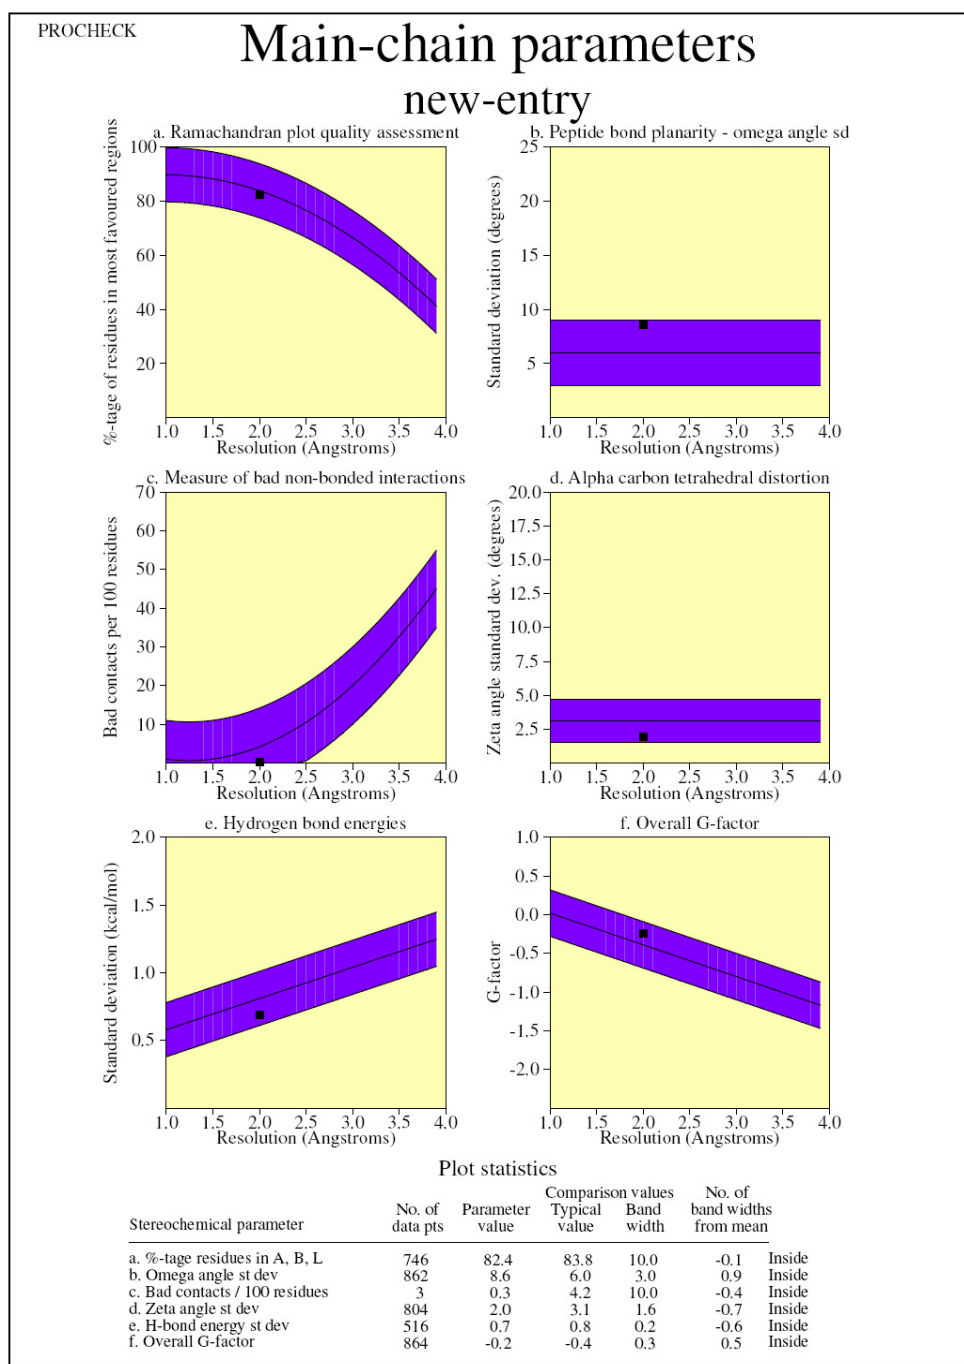 PROCHECK
Main-chain parameters
new-entry
a. Ramachandran plot quality assessment
%-tage of residues in most favoured regions
100
80
60
40
20
1.0 1.5 2.0 2.5 3.0 3.5 4.0
Resolution (Angstroms)
b. Peptide bond planarity - omega angle sd
Standard deviation (degrees)
25
20
15
10
5
1.0 1.5 2.0 2.5 3.0 3.5 4.0
Resolution (Angstroms)
c. Measure of bad non-bonded interactions
Bad contacts per 100 residues
70
60
50
40
30
20
10
1.0 1.5 2.0 2.5 3.0 3.5 4.0
Resolution (Angstroms)
d. Alpha carbon tetrahedral distortion
Zeta angle standard dev. (degrees)
20.0
17.5
15.0
12.5
10.0
7.5
5.0
2.5
1.0 1.5 2.0 2.5 3.0 3.5 4.0
Resolution (Angstroms)
e. Hydrogen bond energies
Standard deviation (kcal/mol)
2.0
1.5
1.0
0.5
1.0 1.5 2.0 2.5 3.0 3.5 4.0
Resolution (Angstroms)
f. Overall G-factor
G-factor
1.0
0.5
0.0
-0.5
-1.0
-1.5
-2.0
1.0 1.5 2.0 2.5 3.0 3.5 4.0
Resolution (Angstroms)
Plot statistics
Comparison values No. of
No. of Parameter Typical Band band widths
Stereochemical parameter data pts value value width from mean
a. %-tage residues in A, B, L 746 82.4 83.8 10.0 -0.1 Inside
b. Omega angle st dev 862 8.6 6.0 3.0 0.9 Inside
c. Bad contacts / 100 residues 3 0.3 4.2 10.0 -0.4 Inside
d. Zeta angle st dev 804 2.0 3.1 1.6 -0.7 Inside
e. H-bond energy st dev 516 0.7 0.8 0.2 -0.6 Inside
f. Overall G-factor 864 -0.2 -0.4 0.3 0.5 Inside